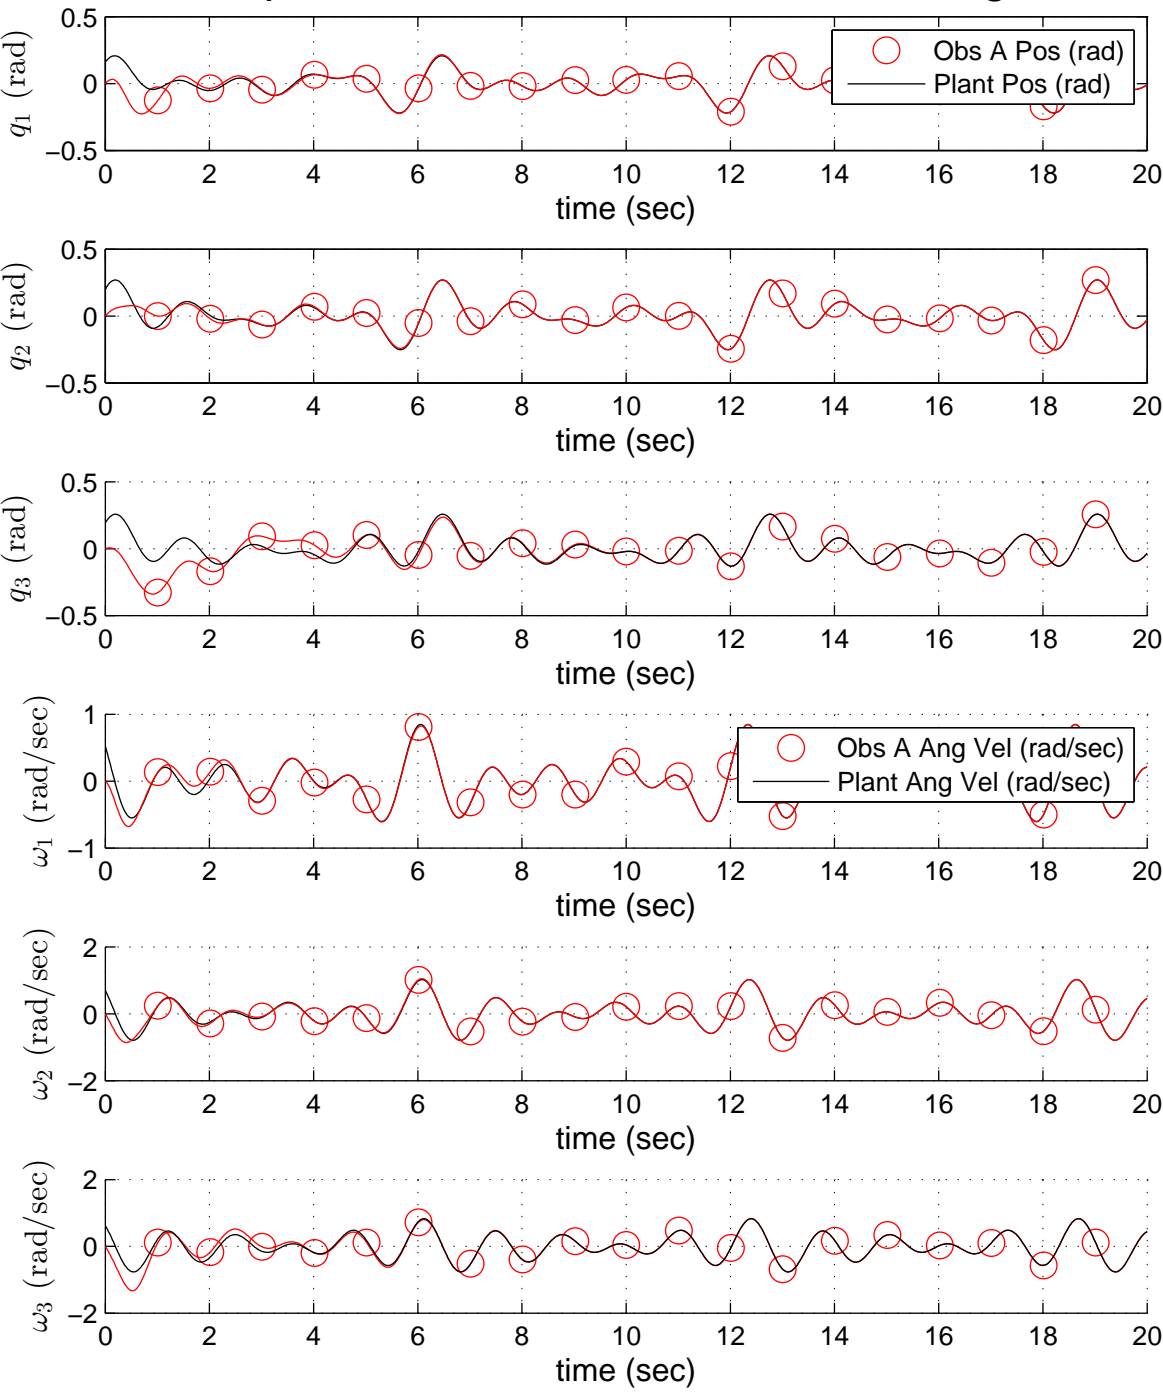 0.5
0
−0.5
q1 (rad)
Obs A Pos (rad)
Plant Pos (rad)
0 2 4 6 8 10 12 14 16 18 20
time (sec)
0.5
0
−0.5
q2 (rad)
0 2 4 6 8 10 12 14 16 18 20
time (sec)
0.5
0
−0.5
q3 (rad)
0 2 4 6 8 10 12 14 16 18 20
time (sec)
1
0
−1
ω1 (rad/sec)
Obs A Ang Vel (rad/sec)
Plant Ang Vel (rad/sec)
0 2 4 6 8 10 12 14 16 18 20
time (sec)
2
0
−2
ω2 (rad/sec)
0 2 4 6 8 10 12 14 16 18 20
time (sec)
2
0
−2
ω3 (rad/sec)
0 2 4 6 8 10 12 14 16 18 20
time (sec)